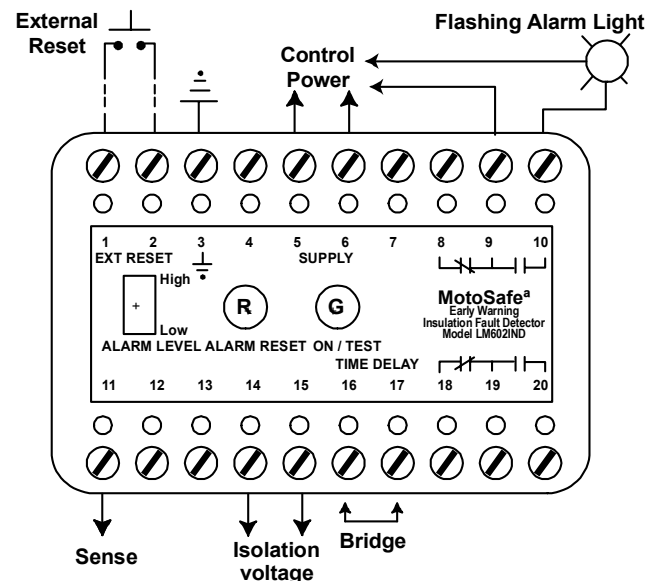 External
Reset
Flashing Alarm Light
Control
Power
1 2 3 4 5 6 7 8 9 10
EXT RESET SUPPLY
High
+
R G
MotoSafeª
Early Warning
Insulation Fault Detector
Model LM602IND
Low
ALARM LEVEL ALARM RESET ON / TEST
TIME DELAY
11 12 13 14 15 16 17 18 19 20
Sense
Isolation
voltage
Bridge